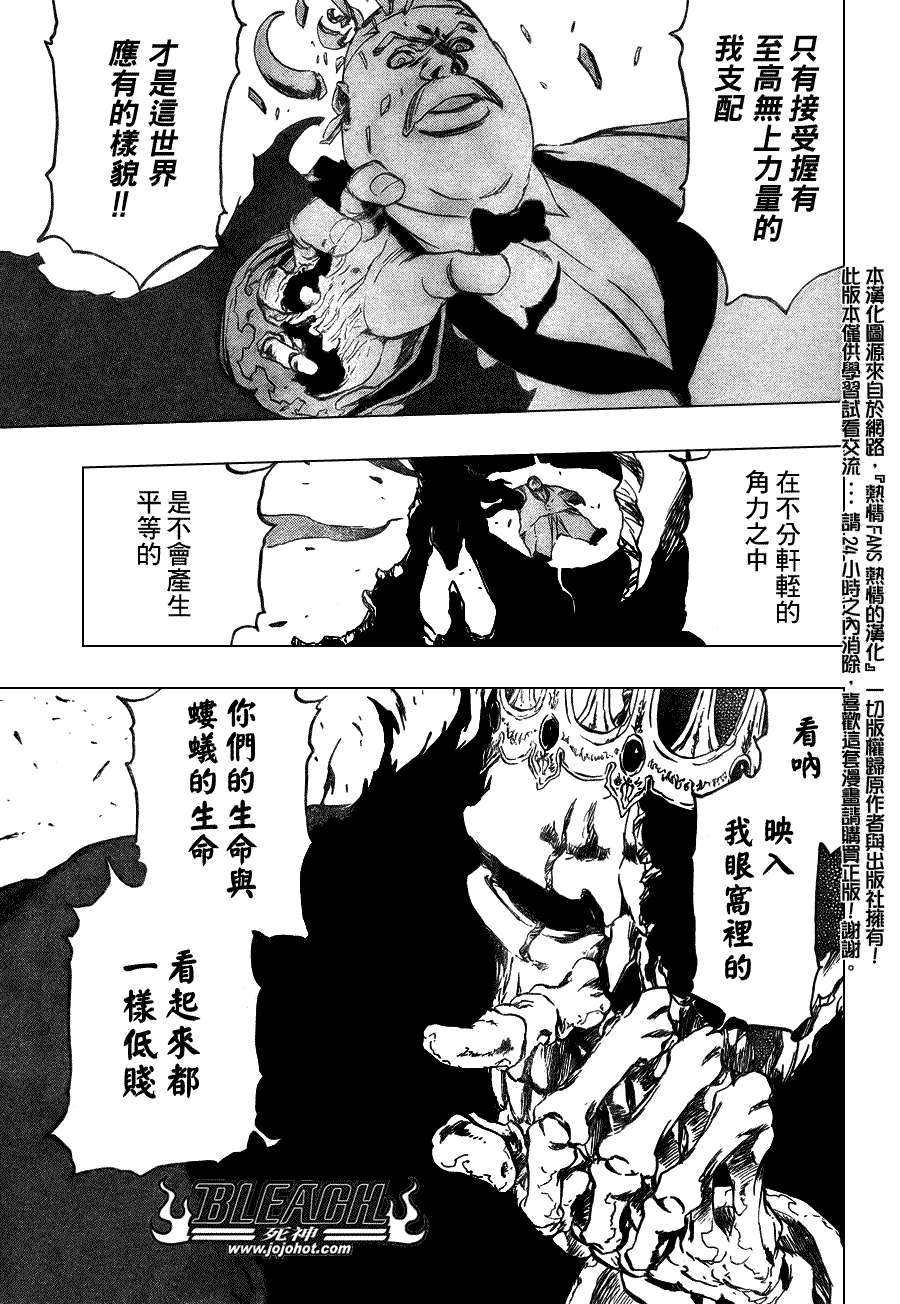 只有接受握有
至高無上力量的
我支配
才是這世界
應有的樣貌!!
在不分軒輊的
角力之中
是不會產生
平等的
看吶
映入
我眼窩裡的
你們的生命與
螻蟻的生命
看起來都
一樣低賤
BLEACH
死神
www.jojohot.com
本漢化圖源來自於網路，『熱情FANS 熱情的漢化』一切版權歸原作者與出版社擁有！
此版本僅供學習試看交流...請24小時之內消除，喜歡這套漫畫請購買正版！謝謝。